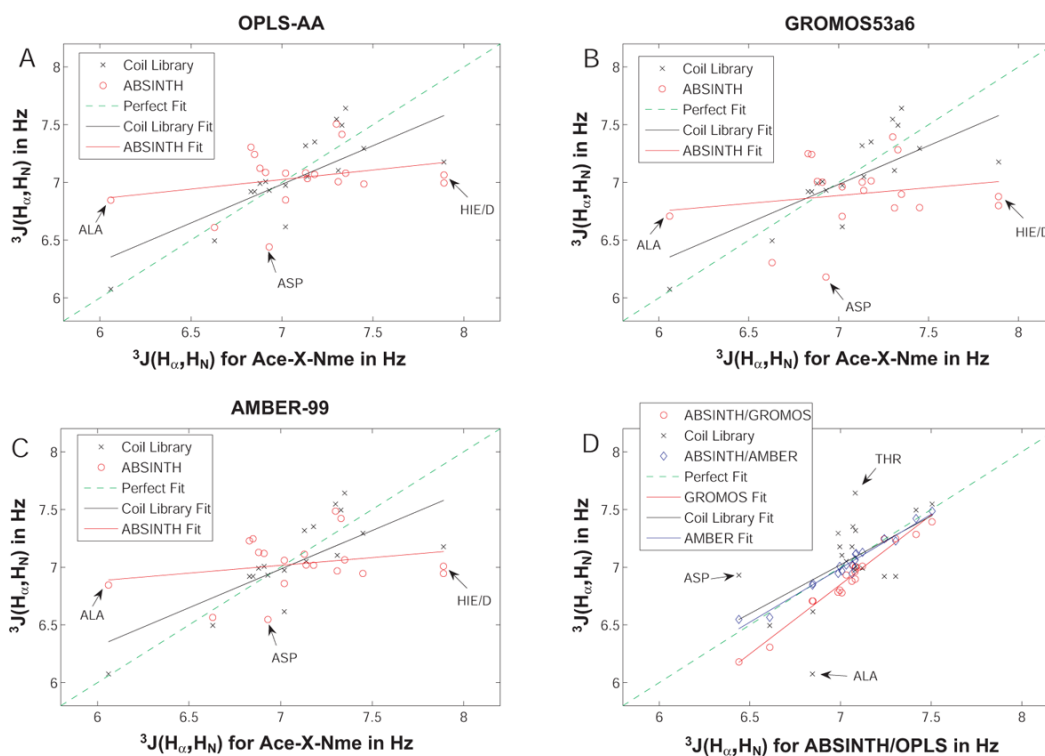 OPLS-AA
A
Coil Library
ABSINTH
Perfect Fit
Coil Library Fit
ABSINTH Fit
8
7.5
7
6.5
6
³J(Hα,HN) in Hz
ALA
ASP
HIE/D
6 6.5 7 7.5 8
³J(Hα,HN) for Ace-X-Nme in Hz
GROMOS53a6
B
Coil Library
ABSINTH
Perfect Fit
Coil Library Fit
ABSINTH Fit
8
7.5
7
6.5
6
³J(Hα,HN) in Hz
ALA
ASP
HIE/D
6 6.5 7 7.5 8
³J(Hα,HN) for Ace-X-Nme in Hz
AMBER-99
C
Coil Library
ABSINTH
Perfect Fit
Coil Library Fit
ABSINTH Fit
8
7.5
7
6.5
6
³J(Hα,HN) in Hz
ALA
ASP
HIE/D
6 6.5 7 7.5 8
³J(Hα,HN) for Ace-X-Nme in Hz
D
ABSINTH/GROMOS
Coil Library
ABSINTH/AMBER
Perfect Fit
GROMOS Fit
Coil Library Fit
AMBER Fit
8
7.5
7
6.5
6
³J(Hα,HN) in Hz
THR
ASP
ALA
6 6.5 7 7.5 8
³J(Hα,HN) for ABSINTH/OPLS in Hz